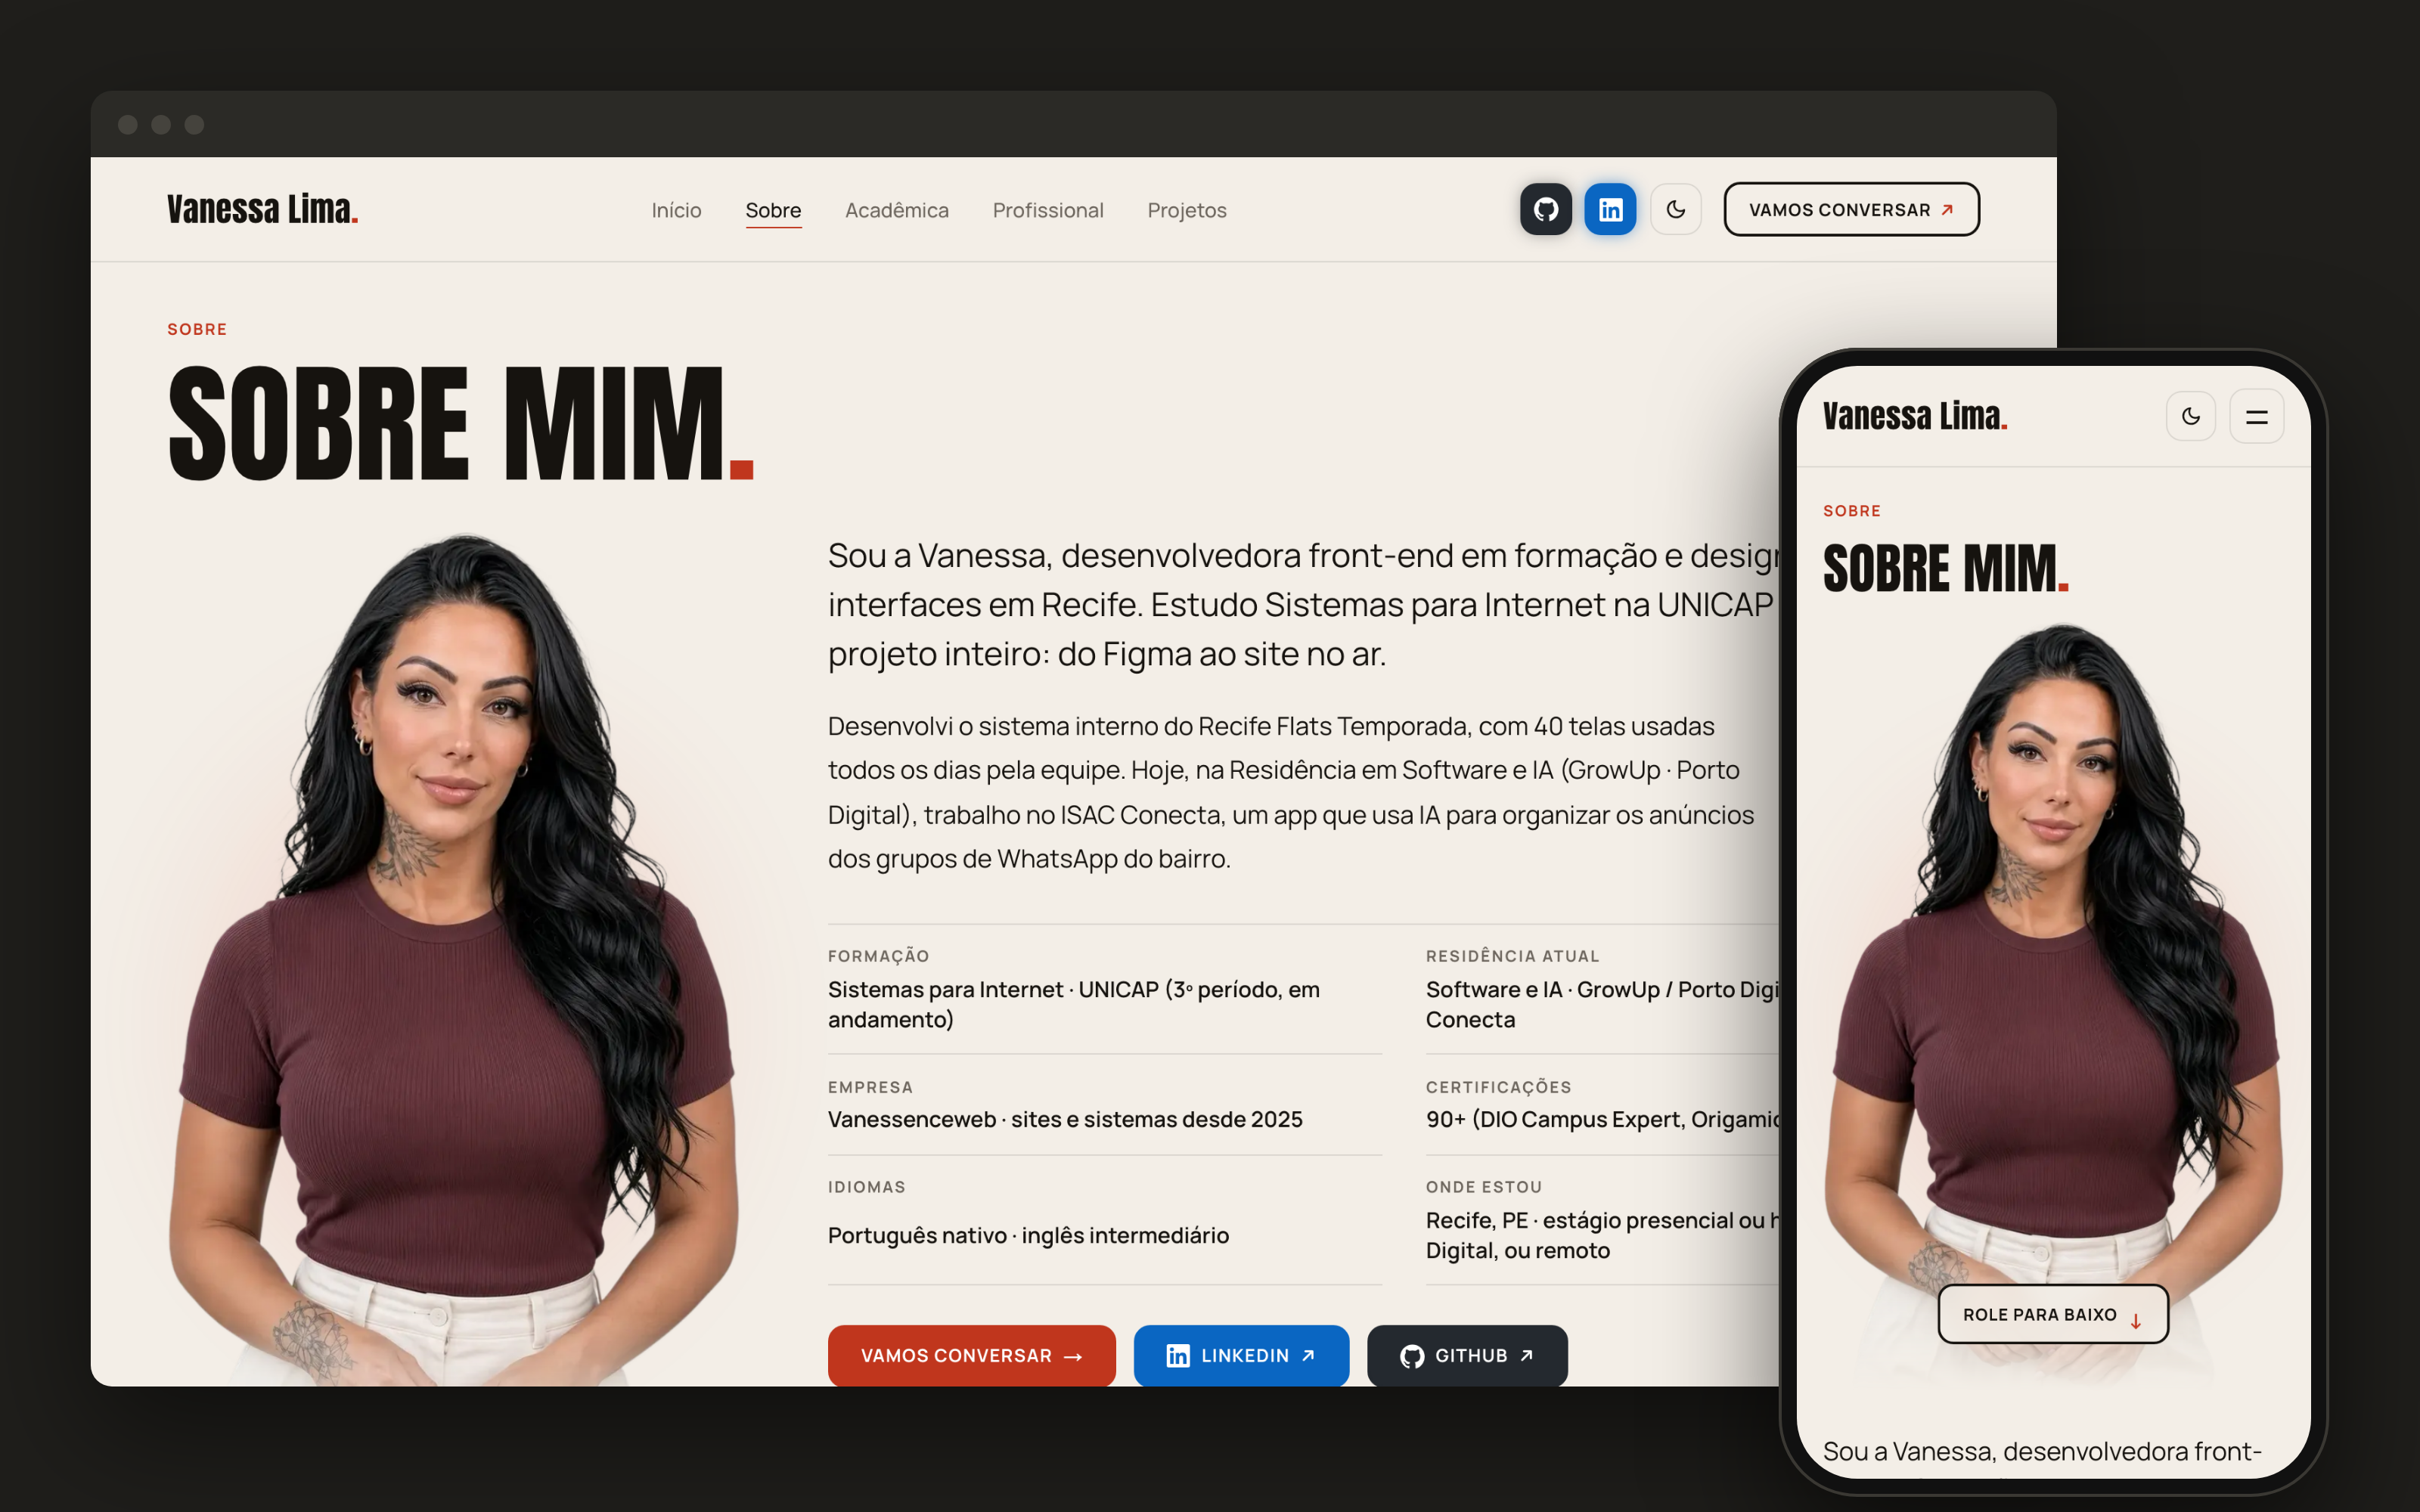 Vanessa Lima.
Início
Sobre
Acadêmica
Profissional
Projetos
in
VAMOS CONVERSAR ↗
SOBRE
SOBRE MIM.
Sou a Vanessa, desenvolvedora front-end em formação e
interfaces em Recife. Estudo Sistemas para Internet na UNICAP
projeto inteiro: do Figma ao site no ar.
Desenvolvi o sistema interno do Recife Flats Temporada, com 40 telas usadas
todos os dias pela equipe. Hoje, na Residência em Software e IA (GrowUp · Porto
Digital), trabalho no ISAC Conecta, um app que usa IA para organizar os anúncios
dos grupos de WhatsApp do bairro.
FORMAÇÃO
Sistemas para Internet · UNICAP (3º período, em
andamento)
RESIDÊNCIA ATUAL
Software e IA · GrowUp / Porto Digi
Conecta
EMPRESA
Vanessenceweb · sites e sistemas desde 2025
CERTIFICAÇÕES
90+ (DIO Campus Expert, Origami
IDIOMAS
Português nativo · inglês intermediário
ONDE ESTOU
Recife, PE · estágio presencial ou
Digital, ou remoto
VAMOS CONVERSAR →
in LINKEDIN ↗
GITHUB ↗
Vanessa Lima.
SOBRE
SOBRE MIM.
ROLE PARA BAIXO ↓
Sou a Vanessa, desenvolvedora front-